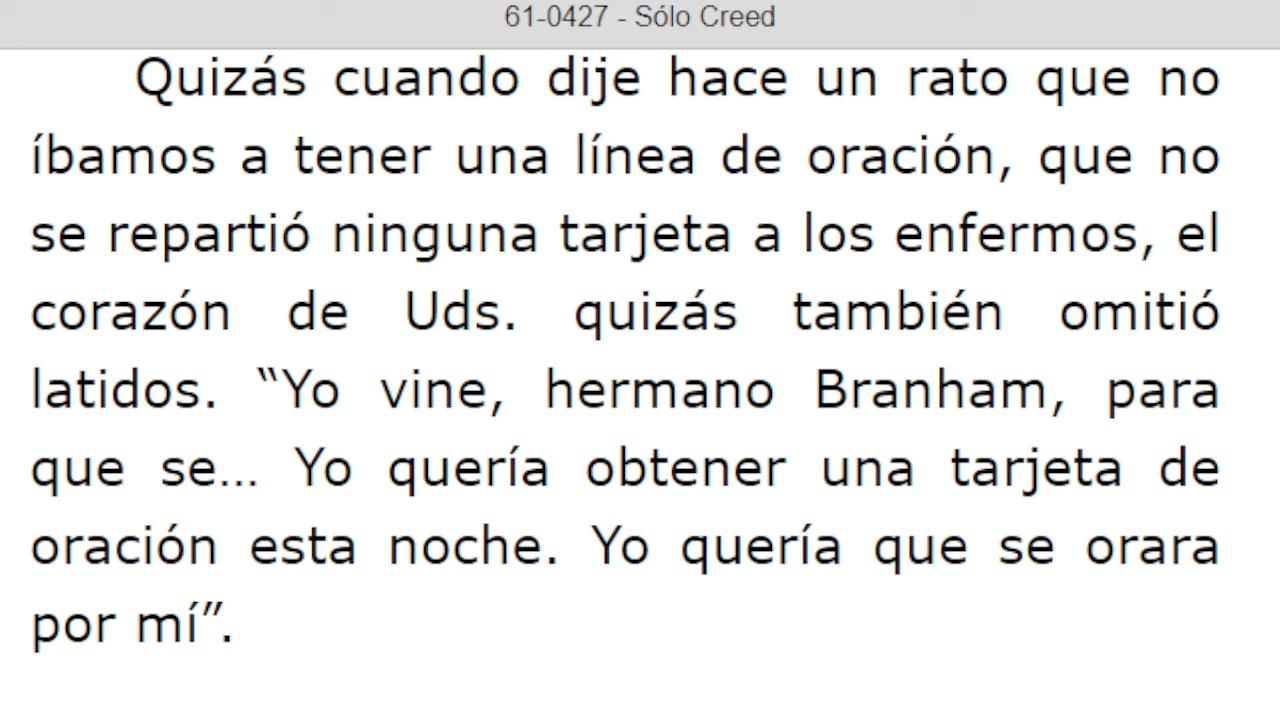 61-0427 - Sólo Creed
Quizás cuando dije hace un rato que no
íbamos a tener una línea de oración, que no
se repartió ninguna tarjeta a los enfermos, el
corazón de Uds. quizás también omitió
latidos. “Yo vine, hermano Branham, para
que se... Yo quería obtener una tarjeta de
oración esta noche. Yo quería que se orara
por mí”.